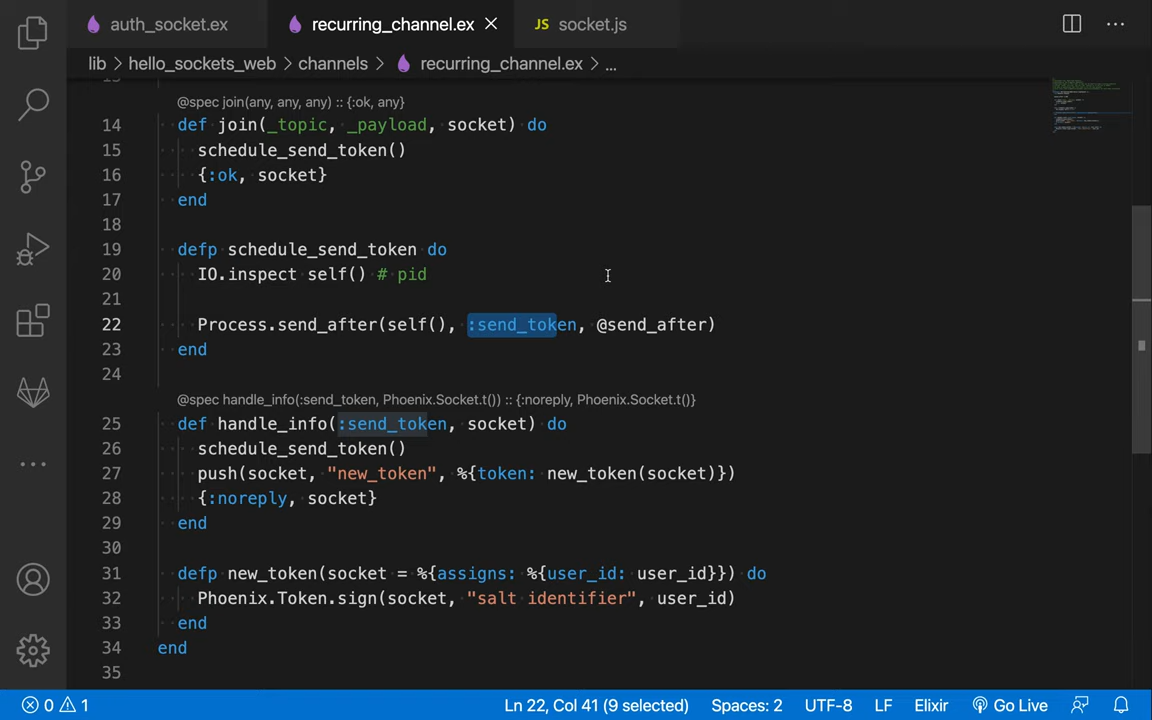 auth_socket.ex recurring_channel.ex JS socket.js
lib hello_sockets_web channels recurring_channel.ex ...
@spec join(any, any, any) :: {:ok, any}
14 def join(_topic, _payload, socket) do
15 schedule_send_token()
16 {:ok, socket}
17 end
18
19 defp schedule_send_token do
20 IO.inspect self() # pid
21
22 Process.send_after(self(), :send_token, @send_after)
23 end
24
@spec handle_info(:send_token, Phoenix.Socket.t()) :: {:noreply, Phoenix.Socket.t()}
25 def handle_info(:send_token, socket) do
26 schedule_send_token()
27 push(socket, "new_token", %{token: new_token(socket)})
28 {:noreply, socket}
29 end
30
31 defp new_token(socket = %{assigns: %{user_id: user_id}}) do
32 Phoenix.Token.sign(socket, "salt identifier", user_id)
33 end
34 end
35
0 1 Ln 22, Col 41 (9 selected) Spaces: 2 UTF-8 LF Elixir Go Live